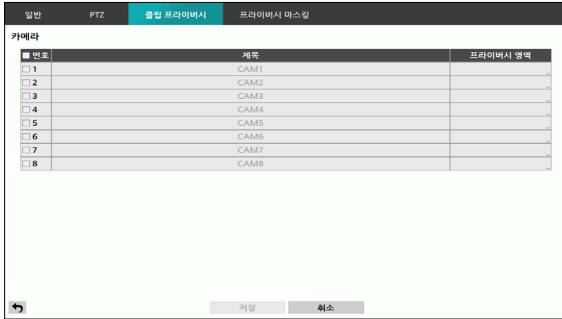 일반 PTZ 클립 프라이버시 프라이버시 마스킹
카메라
번호 제목 프라이버시 영역
1 CAM1 ...
2 CAM2 ...
3 CAM3 ...
4 CAM4 ...
5 CAM5 ...
6 CAM6 ...
7 CAM7 ...
8 CAM8 ...
저장 취소